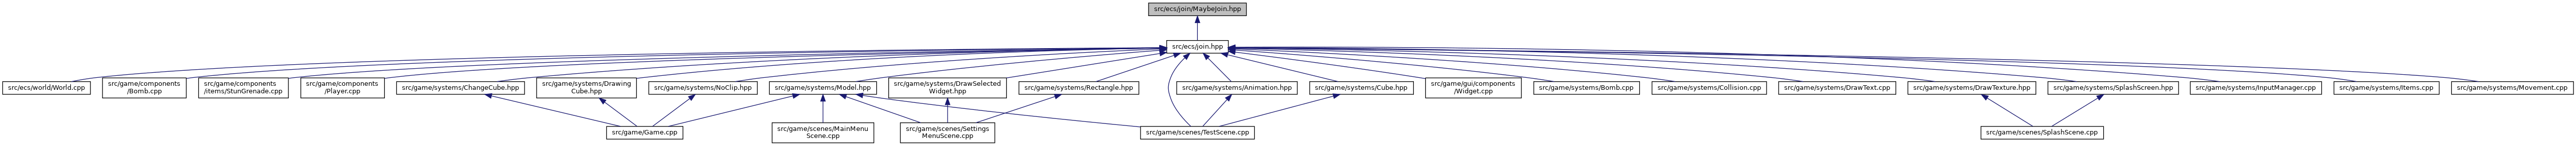 src/ecs/join/MaybeJoin.hpp
src/ecs/join.hpp
src/ecs/world/World.cpp
src/game/components
/Bomb.cpp
src/game/components
/items/StunGrenade.cpp
src/game/components
/Player.cpp
src/game/systems/ChangeCube.hpp
src/game/systems/Drawing
Cube.hpp
src/game/systems/NoClip.hpp
src/game/systems/Model.hpp
src/game/systems/DrawSelected
Widget.hpp
src/game/systems/Rectangle.hpp
src/game/systems/Animation.hpp
src/game/systems/Cube.hpp
src/game/gui/components
/Widget.cpp
src/game/systems/Bomb.cpp
src/game/systems/Collision.cpp
src/game/systems/DrawText.cpp
src/game/systems/DrawTexture.hpp
src/game/systems/SplashScreen.hpp
src/game/systems/InputManager.cpp
src/game/systems/Items.cpp
src/game/systems/Movement.cpp
src/game/Game.cpp
src/game/scenes/MainMenu
Scene.cpp
src/game/scenes/Settings
MenuScene.cpp
src/game/scenes/TestScene.cpp
src/game/scenes/SplashScene.cpp